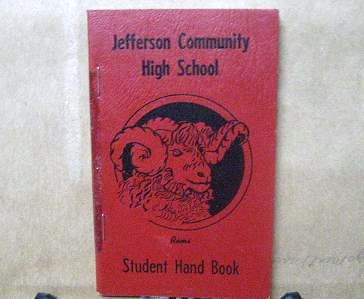 Jefferson Community
High School
Rams
Student Hand Book